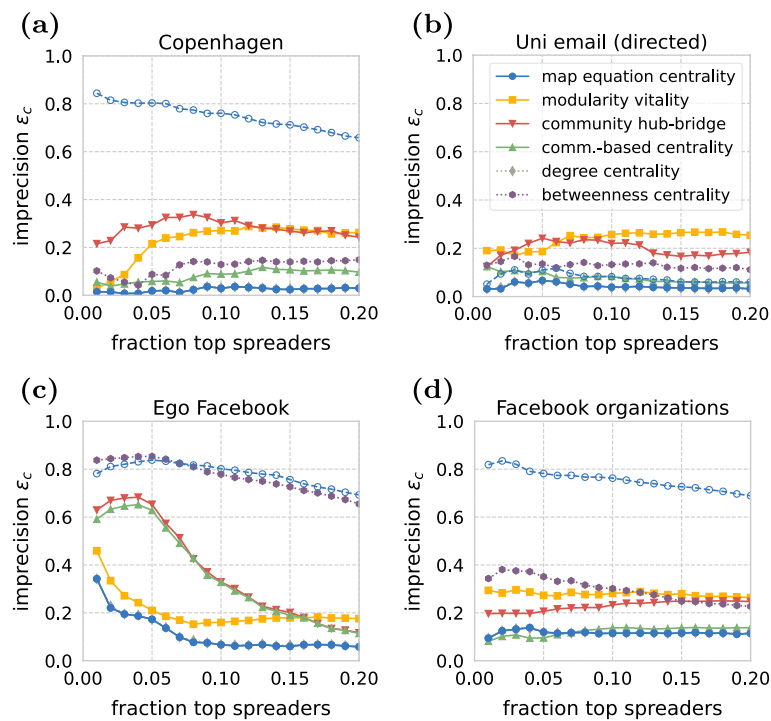 (a)
Copenhagen
imprecision ε_c
1.0
0.8
0.6
0.4
0.2
0.0
0.00 0.05 0.10 0.15 0.20
fraction top spreaders
(b)
Uni email (directed)
imprecision ε_c
1.0
0.8
0.6
0.4
0.2
0.0
map equation centrality
modularity vitality
community hub-bridge
comm.-based centrality
degree centrality
betweenness centrality
0.00 0.05 0.10 0.15 0.20
fraction top spreaders
(c)
Ego Facebook
imprecision ε_c
1.0
0.8
0.6
0.4
0.2
0.0
0.00 0.05 0.10 0.15 0.20
fraction top spreaders
(d)
Facebook organizations
imprecision ε_c
1.0
0.8
0.6
0.4
0.2
0.0
0.00 0.05 0.10 0.15 0.20
fraction top spreaders